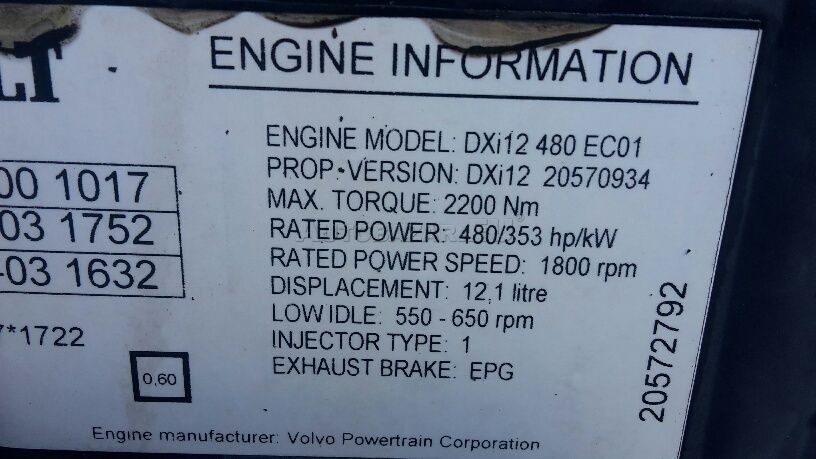 LT
ENGINE INFORMATION
ENGINE MODEL: DXi12 480 EC01
PROP-VERSION: DXi12 20570934
MAX. TORQUE: 2200 Nm
RATED POWER: 480/353 hp/kW
RATED POWER SPEED: 1800 rpm
DISPLACEMENT: 12,1 litre
LOW IDLE: 550 - 650 rpm
INJECTOR TYPE: 1
EXHAUST BRAKE: EPG
00 1017
03 1752
-03 1632
*1722
0,60
20572792
Engine manufacturer: Volvo Powertrain Corporation